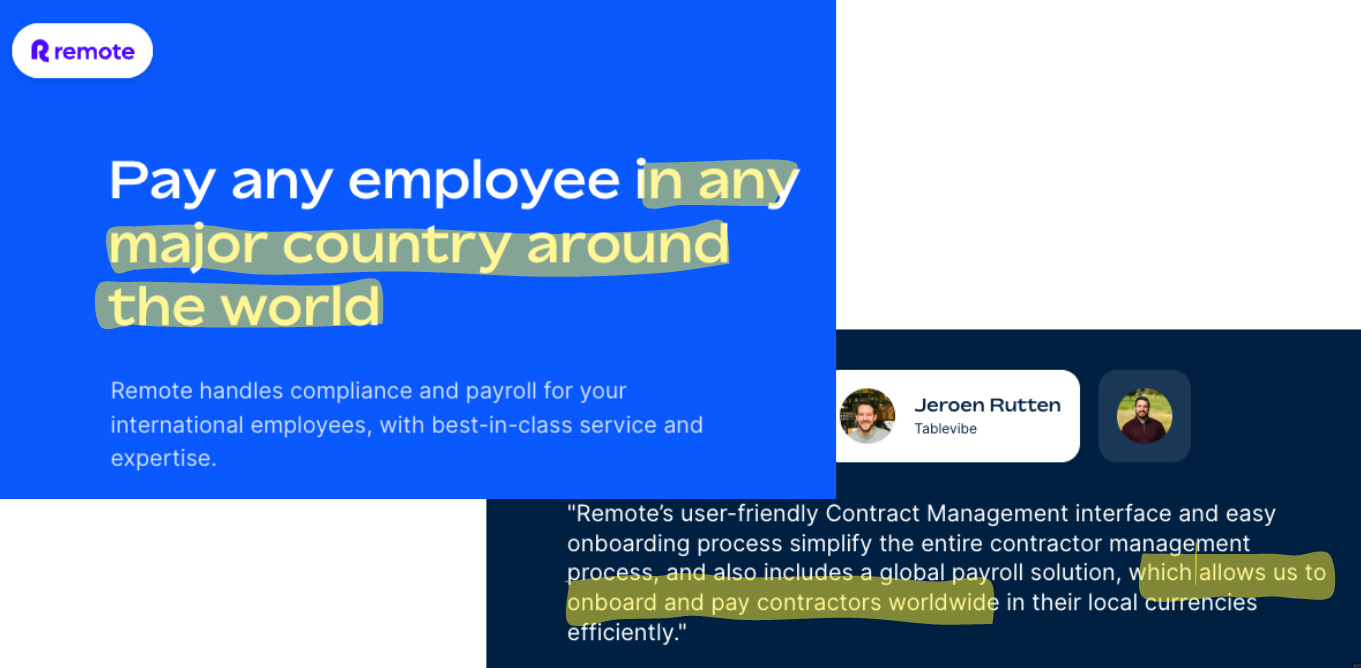 remote
Pay any employee in any
major country around
the world
Remote handles compliance and payroll for your
international employees, with best-in-class service and
expertise.
Jeroen Rutten
Tablevibe
"Remote’s user-friendly Contract Management interface and easy
onboarding process simplify the entire contractor management
process, and also includes a global payroll solution, which allows us to
onboard and pay contractors worldwide in their local currencies
efficiently."